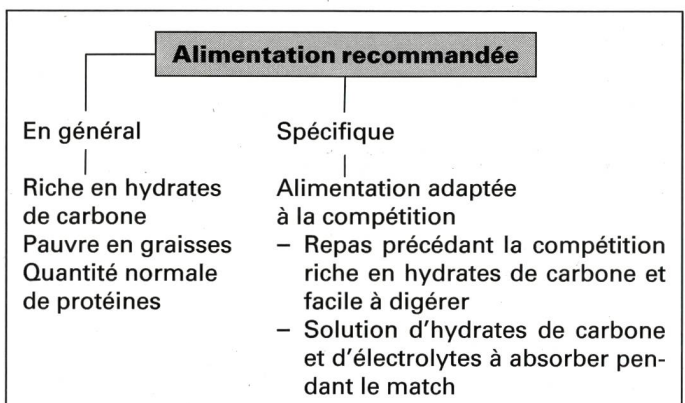 Alimentation recommandée
En général
Riche en hydrates
de carbone
Pauvre en graisses
Quantité normale
de protéines
Spécifique
Alimentation adaptée
à la compétition
– Repas précédant la compétition
riche en hydrates de carbone et
facile à digérer
– Solution d'hydrates de carbone
et d'électrolytes à absorber pen-
dant le match